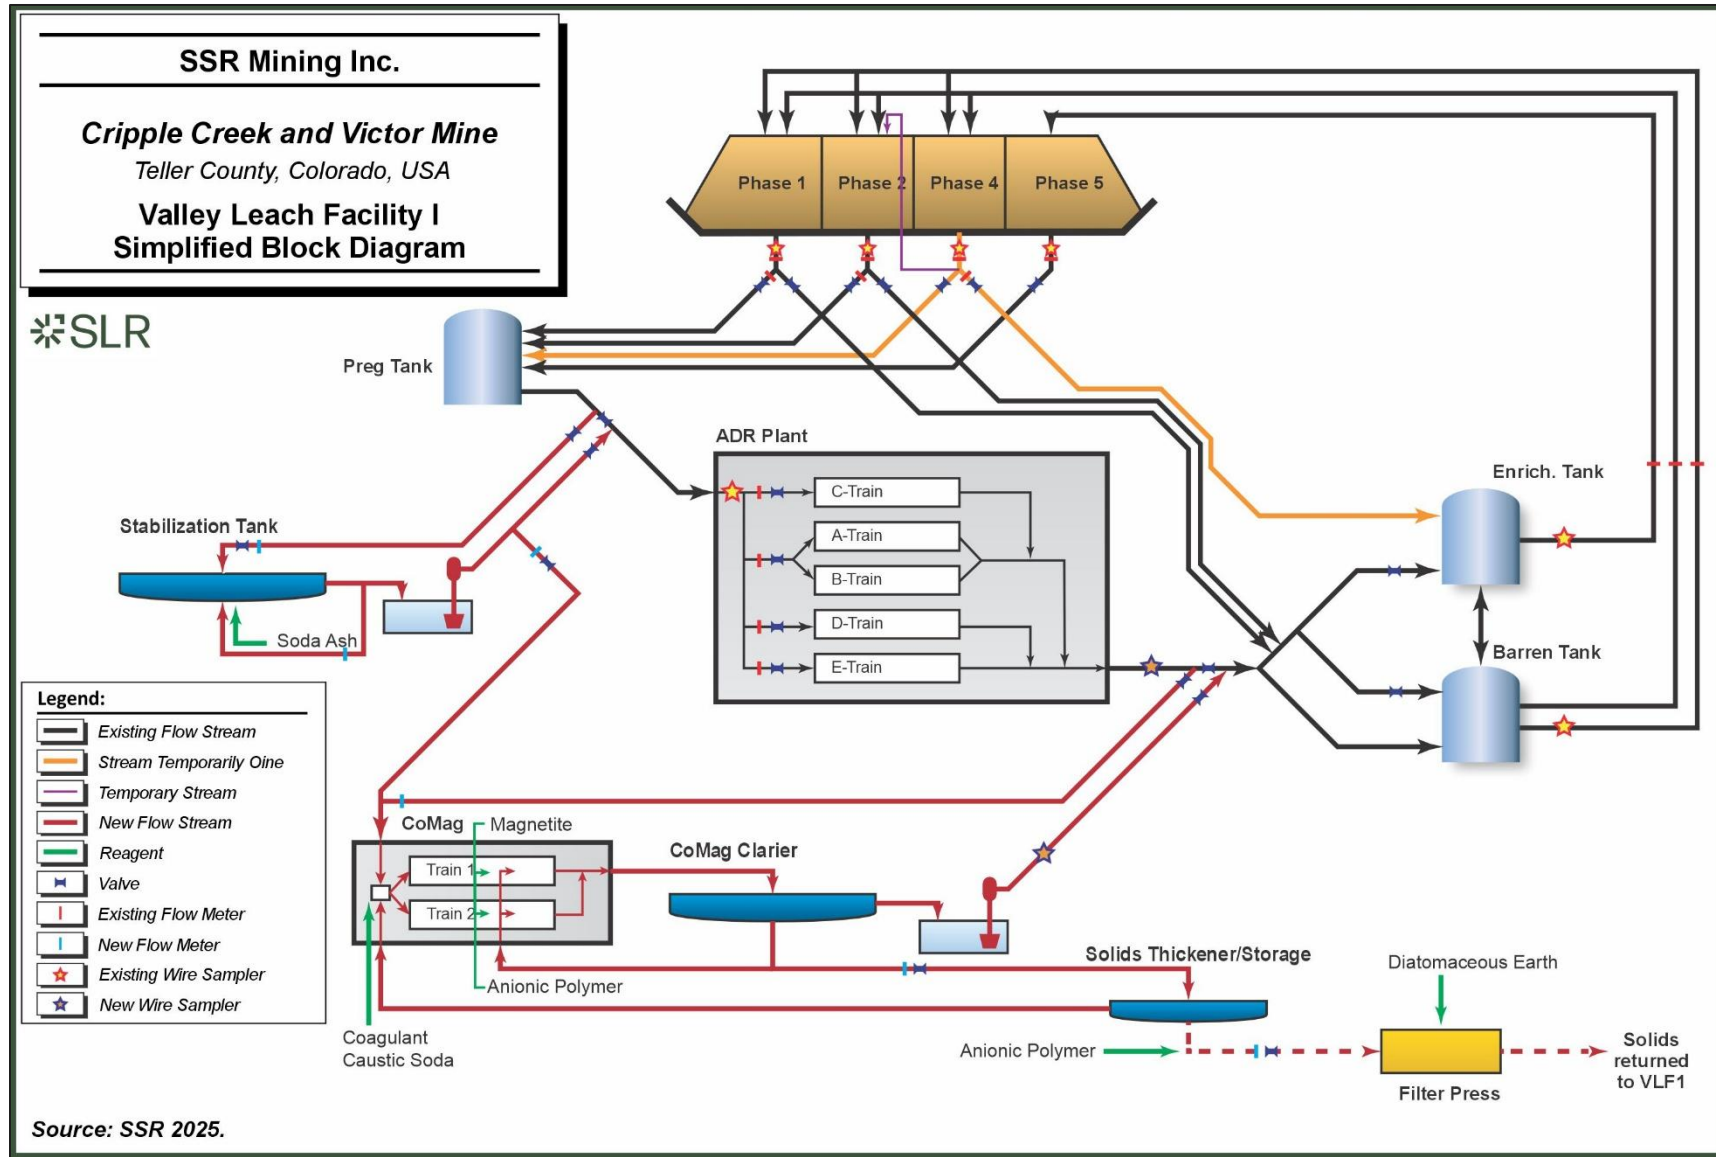 SSR Mining Inc.
Cripple Creek and Victor Mine
Teller County, Colorado, USA
Valley Leach Facility I
Simplified Block Diagram
SLR
Phase 1
Phase 2
Phase 4
Phase 5
Preg Tank
ADR Plant
C-Train
A-Train
B-Train
D-Train
E-Train
Enrich. Tank
Barren Tank
Stabilization Tank
Soda Ash
Legend:
Existing Flow Stream
Stream Temporarily Oine
Temporary Stream
New Flow Stream
Reagent
Valve
Existing Flow Meter
New Flow Meter
Existing Wire Sampler
New Wire Sampler
CoMag
Magnetite
Train 1
Train 2
Anionic Polymer
Coagulant
Caustic Soda
CoMag Clarier
Solids Thickener/Storage
Anionic Polymer
Diatomaceous Earth
Filter Press
Solids
returned
to VLF1
Source: SSR 2025.